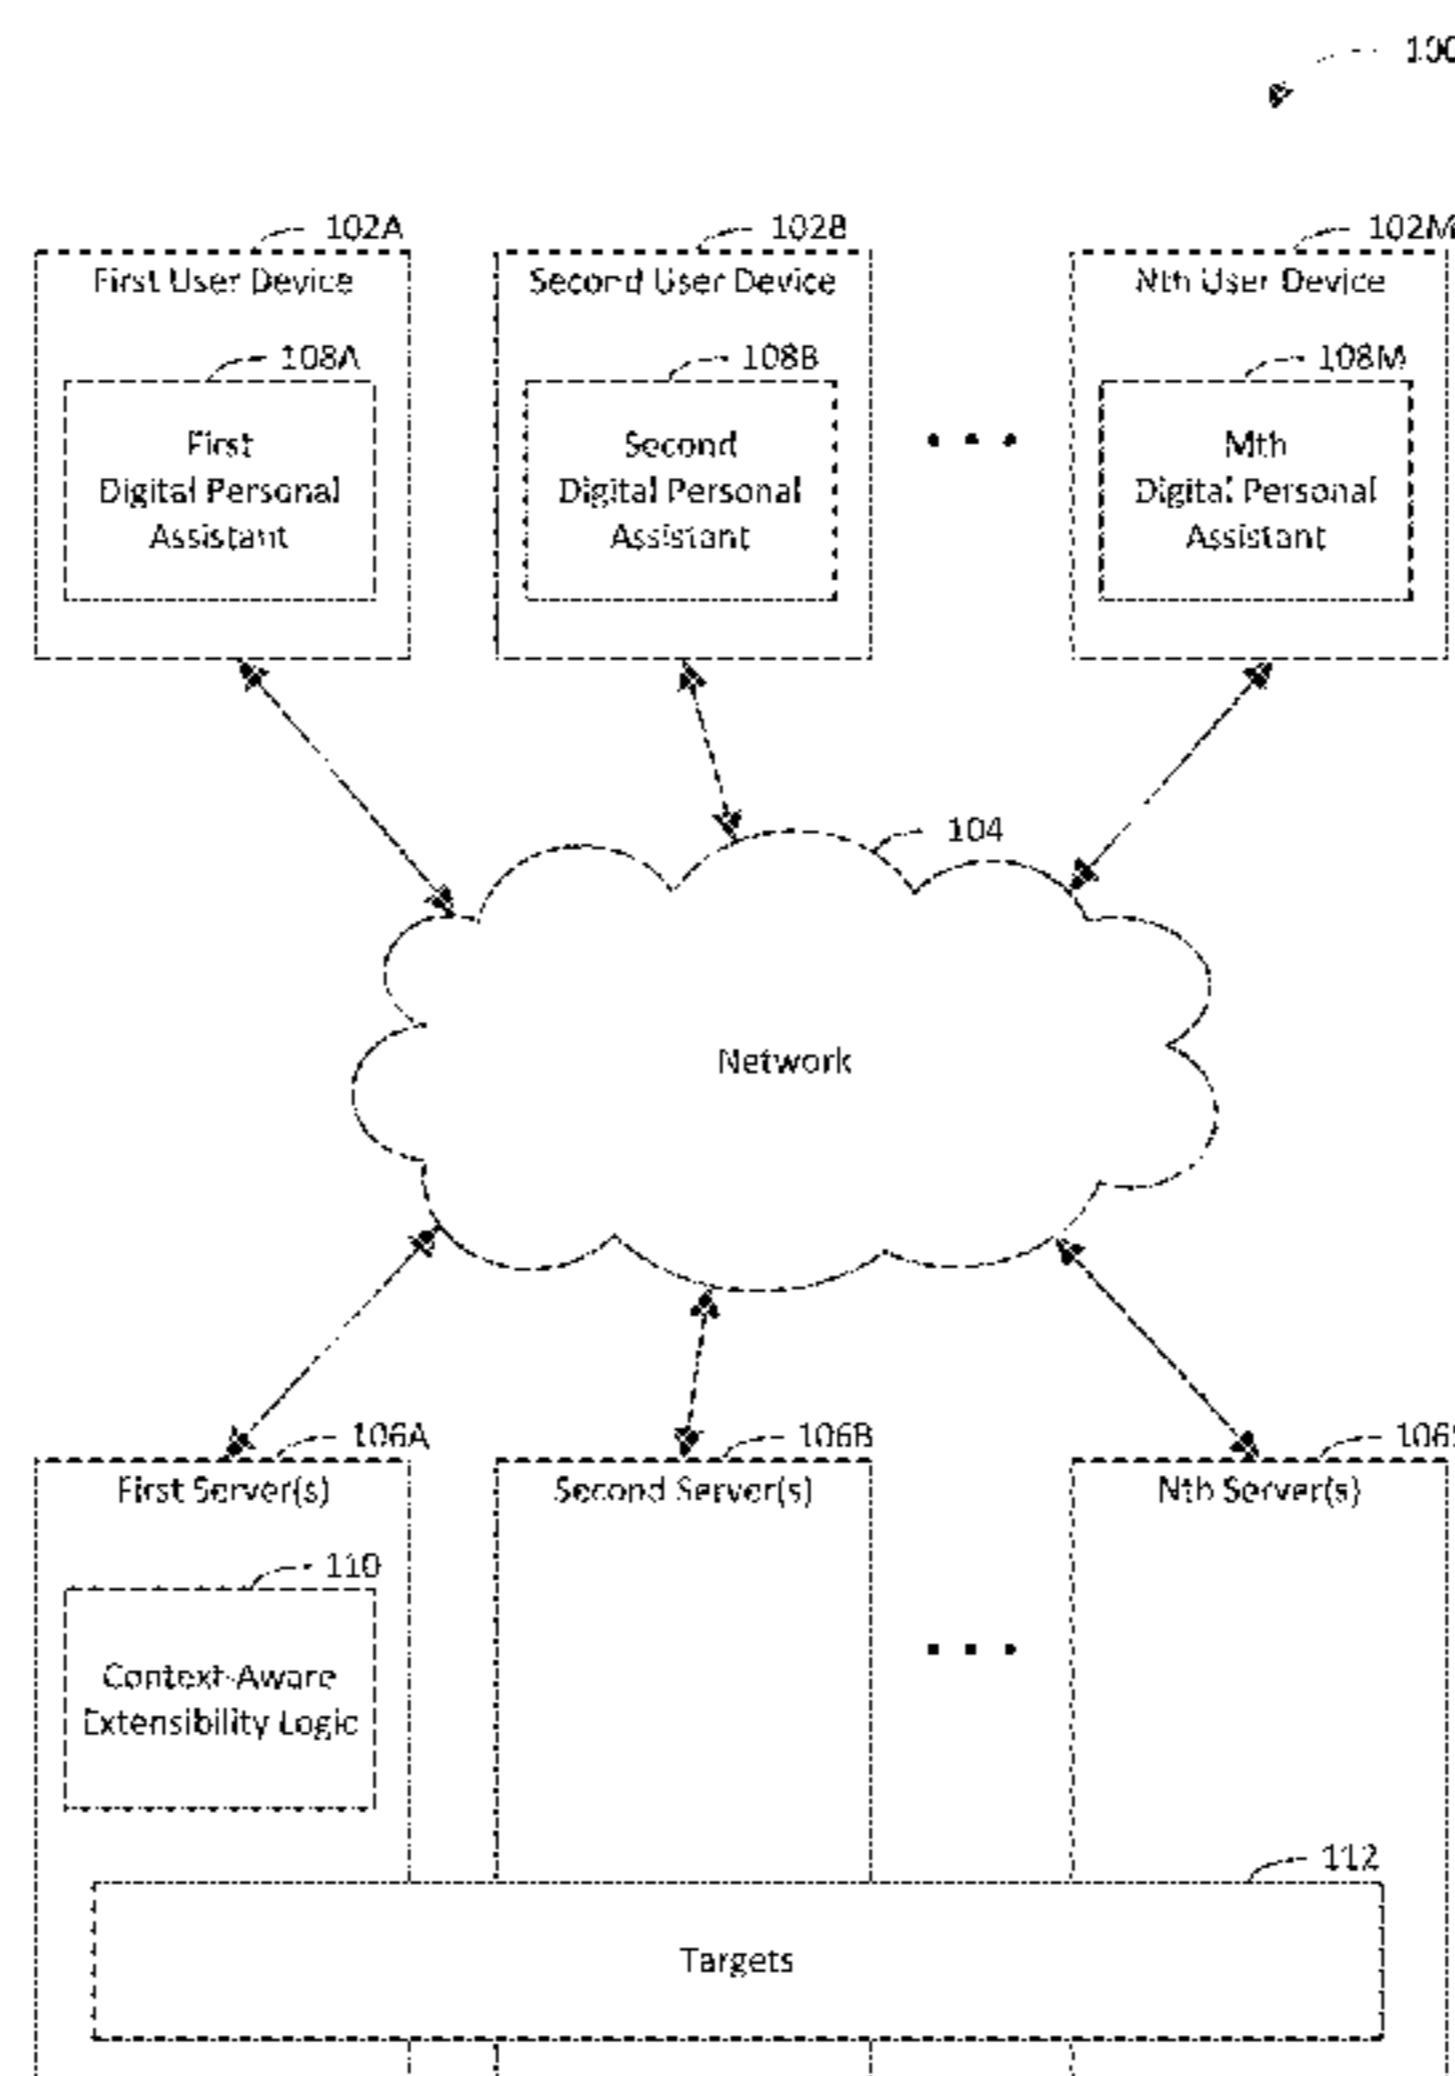 100
102A
102B
102M
First User Device
Second User Device
Nth User Device
108A
108B
108M
First
Digital Personal
Assistant
Second
Digital Personal
Assistant
Mth
Digital Personal
Assistant
104
Network
106A
106B
First Server(s)
Second Server(s)
Nth Server(s)
110
Context-Aware
Extensibility Logic
112
Targets